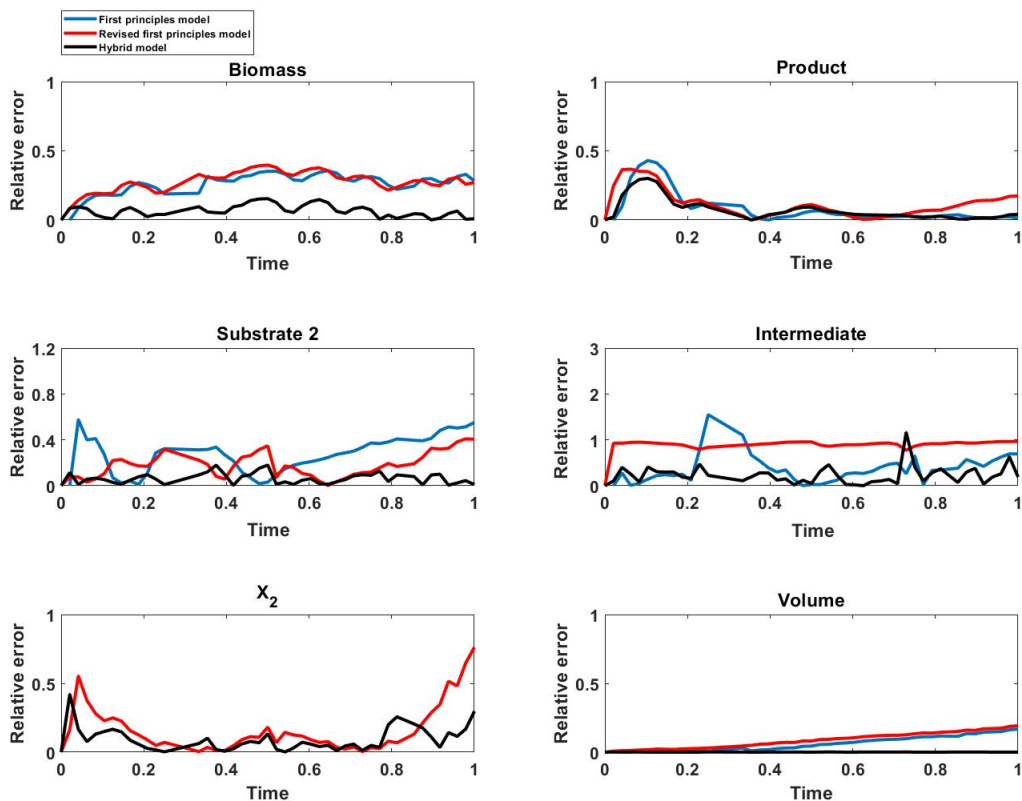 First principles model
Revised first principles model
Hybrid model
Biomass
1
0.5
0
Relative error
0 0.2 0.4 0.6 0.8 1
Time
Product
1
0.5
0
Relative error
0 0.2 0.4 0.6 0.8 1
Time
Substrate 2
1.2
0.8
0.4
0
Relative error
0 0.2 0.4 0.6 0.8 1
Time
Intermediate
3
2
1
0
Relative error
0 0.2 0.4 0.6 0.8 1
Time
X₂
1
0.5
0
Relative error
0 0.2 0.4 0.6 0.8 1
Time
Volume
1
0.5
0
Relative error
0 0.2 0.4 0.6 0.8 1
Time